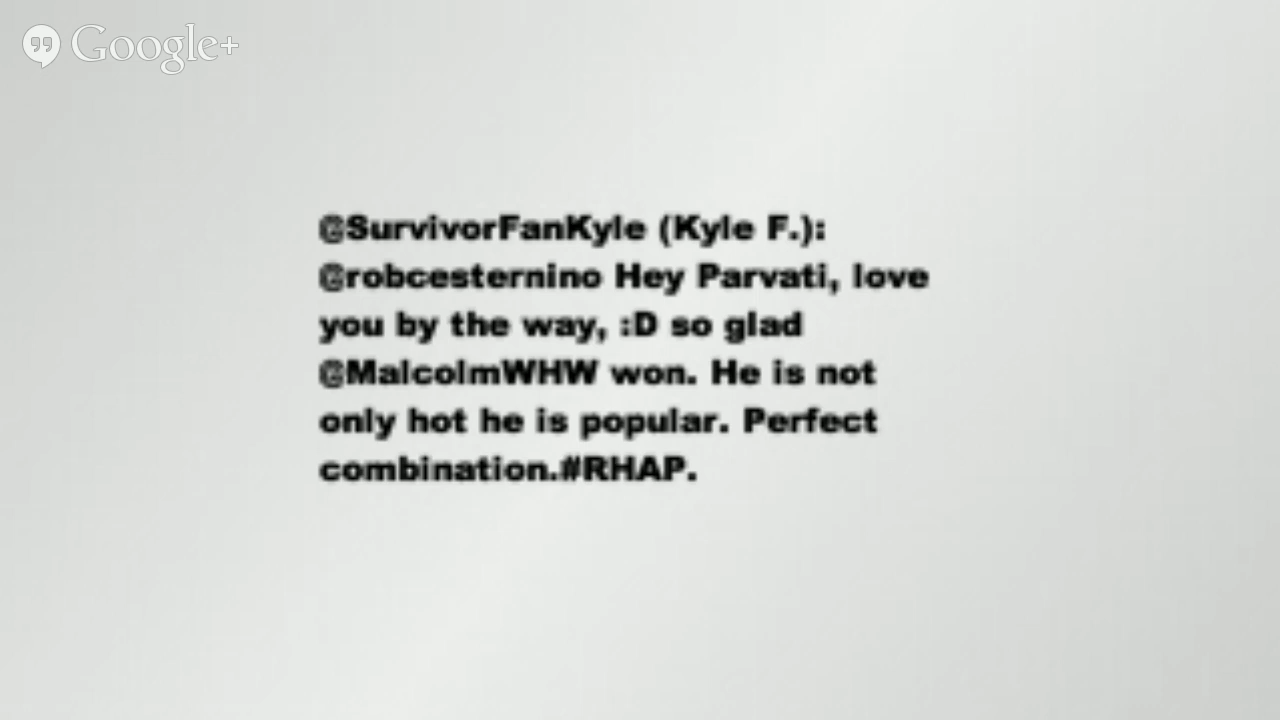 Google+
@SurvivorFanKyle (Kyle F.):
@robcesternino Hey Parvati, love
you by the way, :D so glad
@MalcolmWHW won. He is not
only hot he is popular. Perfect
combination.#RHAP.